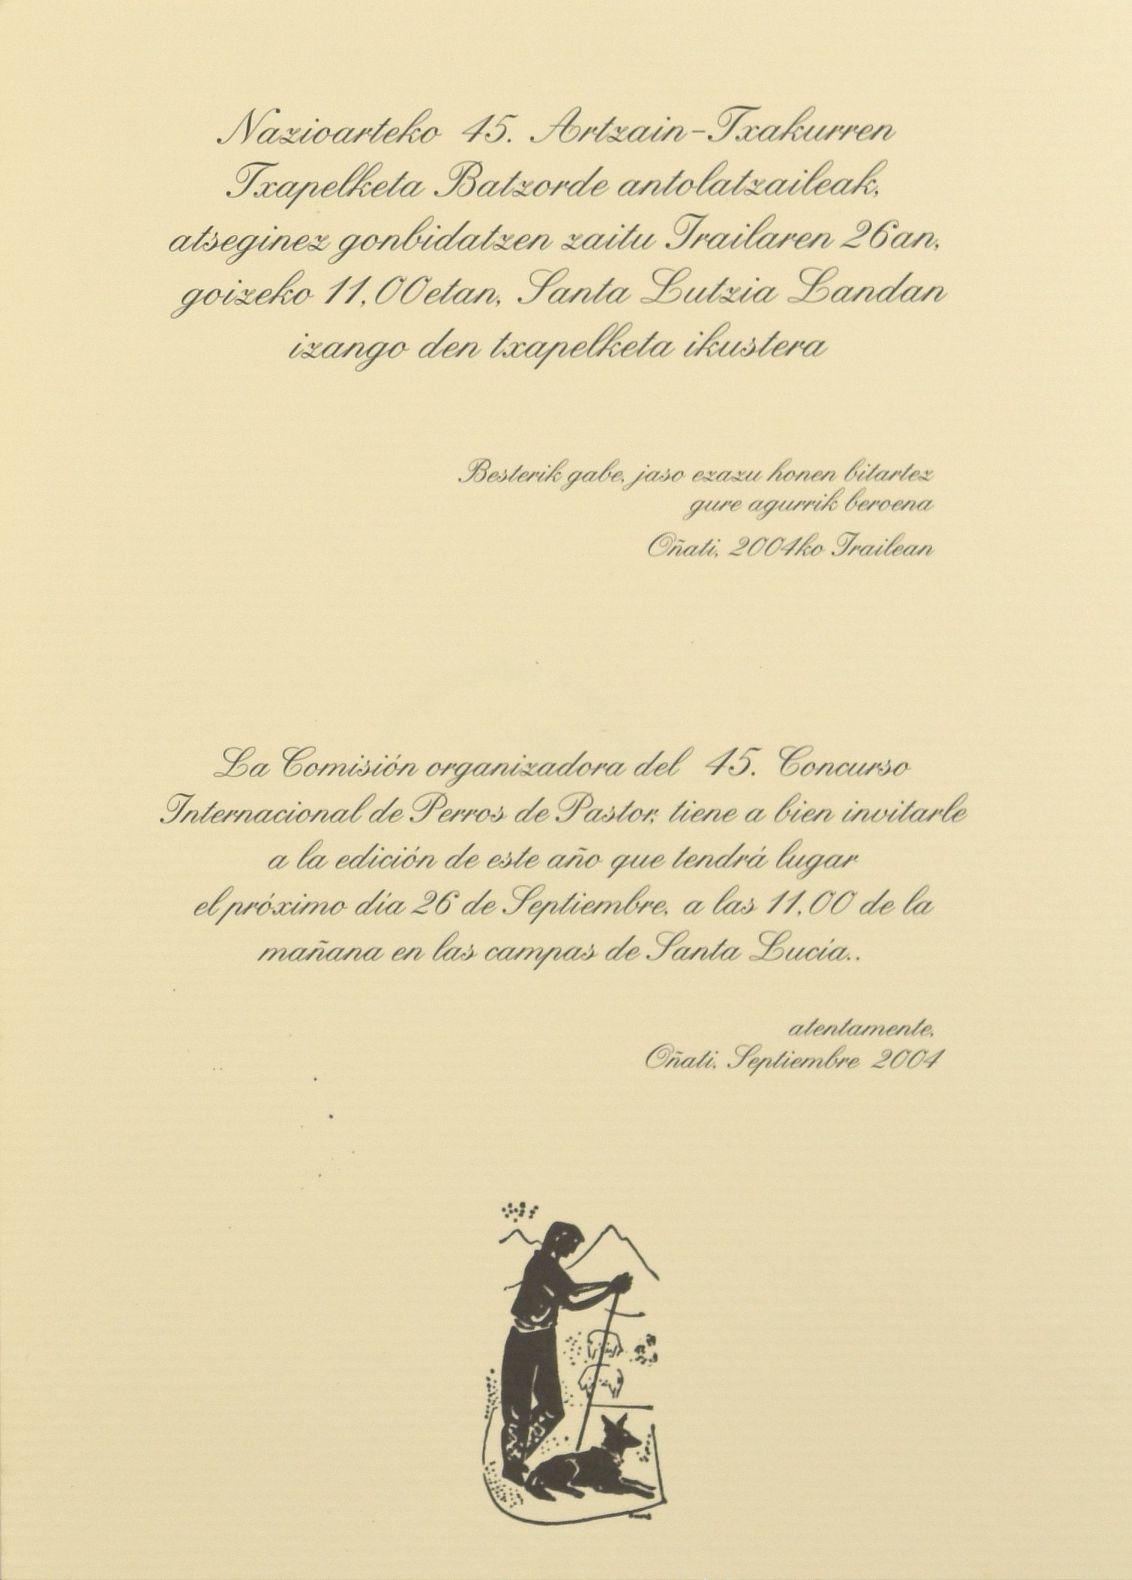 Nazioarteko 45. Artzain-Txakurren
Txapelketa Batzorde antolatzaileak,
atseginez gonbidatzen zaitu Irailaren 26an,
goizeko 11,00etan, Santa Lutzia Landan
izango den txapelketa ikustera
Besterik gabe, jaso ezazu honen bitartez
gure agurrik beroena
Oñati, 2004ko Irailean
La Comisión organizadora del 45. Concurso
Internacional de Perros de Pastor, tiene a bien invitarle
a la edición de este año que tendrá lugar
el próximo día 26 de Septiembre, a las 11,00 de la
mañana en las campas de Santa Lucía..
atentamente,
Oñati, Septiembre 2004